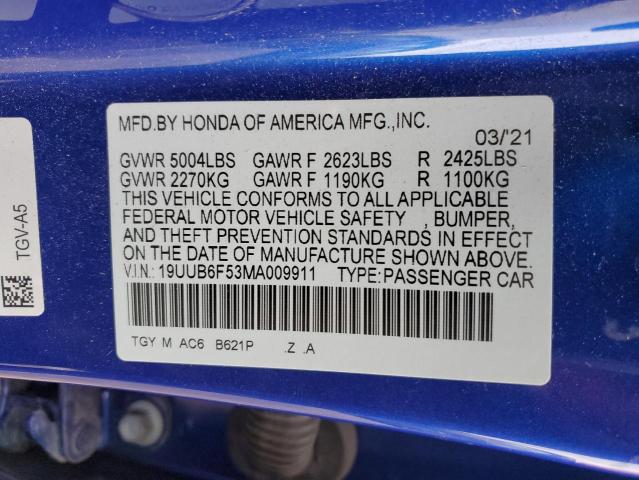 MFD.BY HONDA OF AMERICA MFG.,INC.
03/'21
GVWR 5004LBS GAWR F 2623LBS R 2425LBS
GVWR 2270KG GAWR F 1190KG R 1100KG
THIS VEHICLE CONFORMS TO ALL APPLICABLE
FEDERAL MOTOR VEHICLE SAFETY , BUMPER,
AND THEFT PREVENTION STANDARDS IN EFFECT
ON THE DATE OF MANUFACTURE SHOWN ABOVE.
V.I.N.: 19UUB6F53MA009911 TYPE:PASSENGER CAR
TGY M AC6 B621P .Z .A
TGV-A5